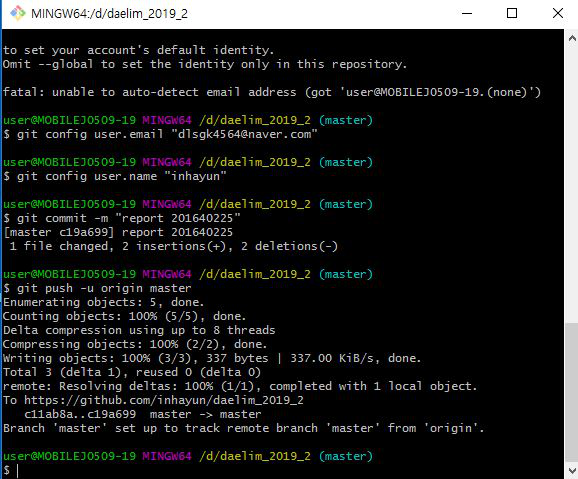 MINGW64:/d/daelim_2019_2
to set your account's default identity.
Omit --global to set the identity only in this repository.
fatal: unable to auto-detect email address (got 'user@MOBILEJ0509-19.(none)')
user@MOBILEJ0509-19 MINGW64 /d/daelim_2019_2 (master)
$ git config user.email "dlsgk4564@naver.com"
user@MOBILEJ0509-19 MINGW64 /d/daelim_2019_2 (master)
$ git config user.name "inhayun"
user@MOBILEJ0509-19 MINGW64 /d/daelim_2019_2 (master)
$ git commit -m "report 201640225"
[master c19a699] report 201640225
1 file changed, 2 insertions(+), 2 deletions(-)
user@MOBILEJ0509-19 MINGW64 /d/daelim_2019_2 (master)
$ git push -u origin master
Enumerating objects: 5, done.
Counting objects: 100% (5/5), done.
Delta compression using up to 8 threads
Compressing objects: 100% (2/2), done.
Writing objects: 100% (3/3), 337 bytes | 337.00 KiB/s, done.
Total 3 (delta 1), reused 0 (delta 0)
remote: Resolving deltas: 100% (1/1), completed with 1 local object.
To https://github.com/inhayun/daelim_2019_2
c11ab8a..c19a699 master -> master
Branch 'master' set up to track remote branch 'master' from 'origin'.
user@MOBILEJ0509-19 MINGW64 /d/daelim_2019_2 (master)
$